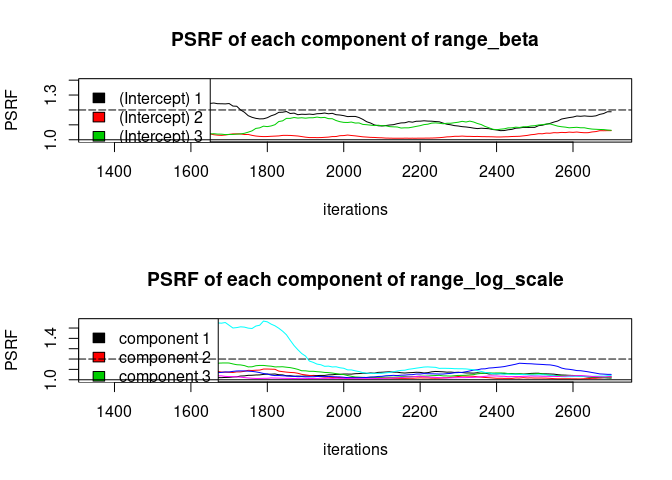 PSRF of each component of range_beta
PSRF
1.3
1.0
(Intercept) 1
(Intercept) 2
(Intercept) 3
1400 1600 1800 2000 2200 2400 2600
iterations
PSRF of each component of range_log_scale
PSRF
1.4
1.0
component 1
component 2
component 3
1400 1600 1800 2000 2200 2400 2600
iterations